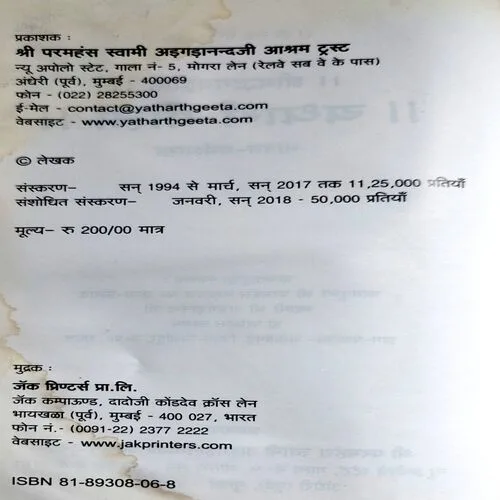 प्रकाशक :
श्री परमहंस स्वामी अड़गड़ानन्दजी आश्रम ट्रस्ट
न्यू अपोलो स्टेट, गाला नं- 5, मोगरा लेन (रेलवे सब वे के पास)
अंधेरी (पूर्व), मुम्बई - 400069
फोन - (022) 28255300
ई-मेल - contact@yatharthgeeta.com
वेबसाइट - www.yatharthgeeta.com
© लेखक
संस्करण– सन् 1994 से मार्च, सन् 2017 तक 11,25,000 प्रतियाँ
संशोधित संस्करण– जनवरी, सन् 2018 - 50,000 प्रतियाँ
मूल्य– रु 200/00 मात्र
मुद्रक :
जॅक प्रिण्टर्स प्रा.लि.
जॅक कम्पाऊण्ड, दादोजी कोंडदेव क्रॉस लेन
भायखळा (पूर्व), मुम्बई - 400 027, भारत
फोन नं.- (0091-22) 2377 2222
वेबसाइट - www.jakprinters.com
ISBN 81-89308-06-8